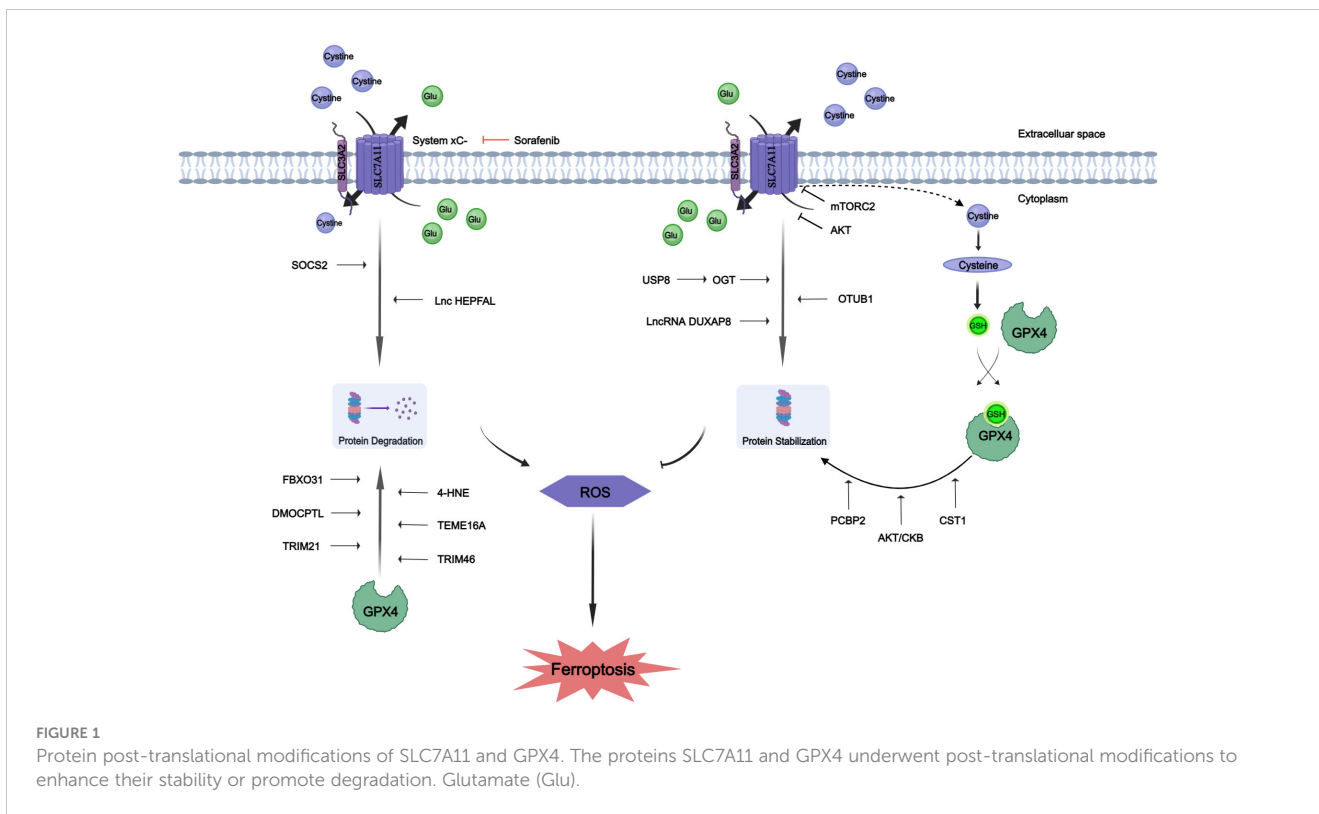 Cystine
Cystine
Cystine
Glu
SLC3A2
SLC7A11
System xC-
Sorafenib
Cystine
Glu
Glu
Glu
Glu
SOCS2
Lnc HEPFAL
Protein Degradation
FBXO31
4-HNE
DMOCPTL
TEME16A
TRIM21
TRIM46
GPX4
Glu
Cystine
Cystine
Cystine
Extracelluar space
SLC3A2
SLC7A11
Cytoplasm
mTORC2
AKT
Glu
Glu
Glu
Cystine
Cysteine
USP8
OGT
OTUB1
LncRNA DUXAP8
GSH
GPX4
Protein Stabilization
GSH
GPX4
PCBP2
AKT/CKB
CST1
ROS
Ferroptosis
FIGURE 1
Protein post-translational modifications of SLC7A11 and GPX4. The proteins SLC7A11 and GPX4 underwent post-translational modifications to
enhance their stability or promote degradation. Glutamate (Glu).